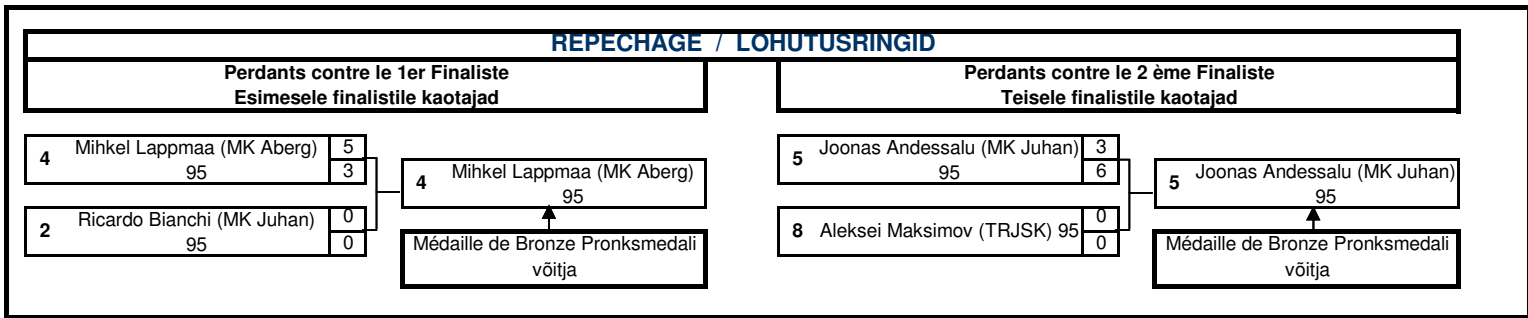 REPECHAGE / LOHUTUSRINGID
Perdants contre le 1er Finaliste
Esimesele finalistile kaotajad
Perdants contre le 2 ème Finaliste
Teisele finalistile kaotajad
4 Mihkel Lappmaa (MK Aberg) 5
95 3
4 Mihkel Lappmaa (MK Aberg)
95
2 Ricardo Bianchi (MK Juhan) 0
95 0
Médaille de Bronze Pronksmedali
võitja
5 Joonas Andessalu (MK Juhan) 3
95 6
5 Joonas Andessalu (MK Juhan)
95
8 Aleksei Maksimov (TRJSK) 95 0
0
Médaille de Bronze Pronksmedali
võitja